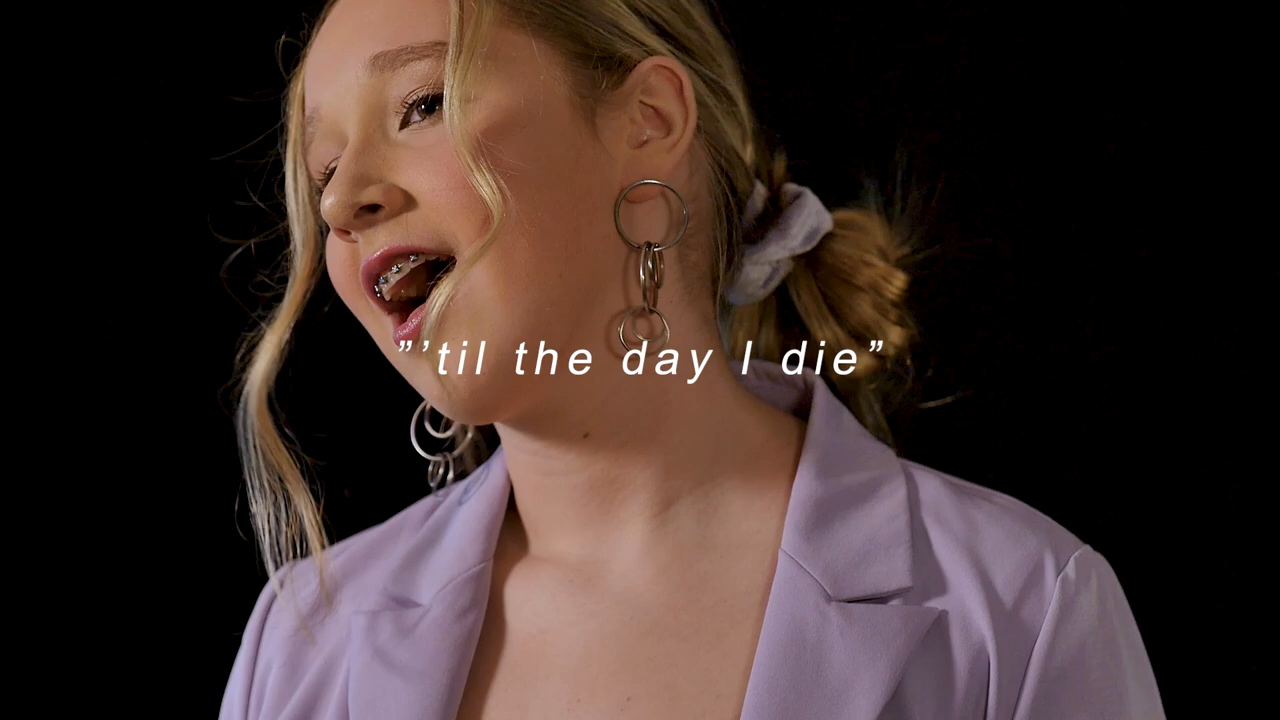 ”’til the day I die”